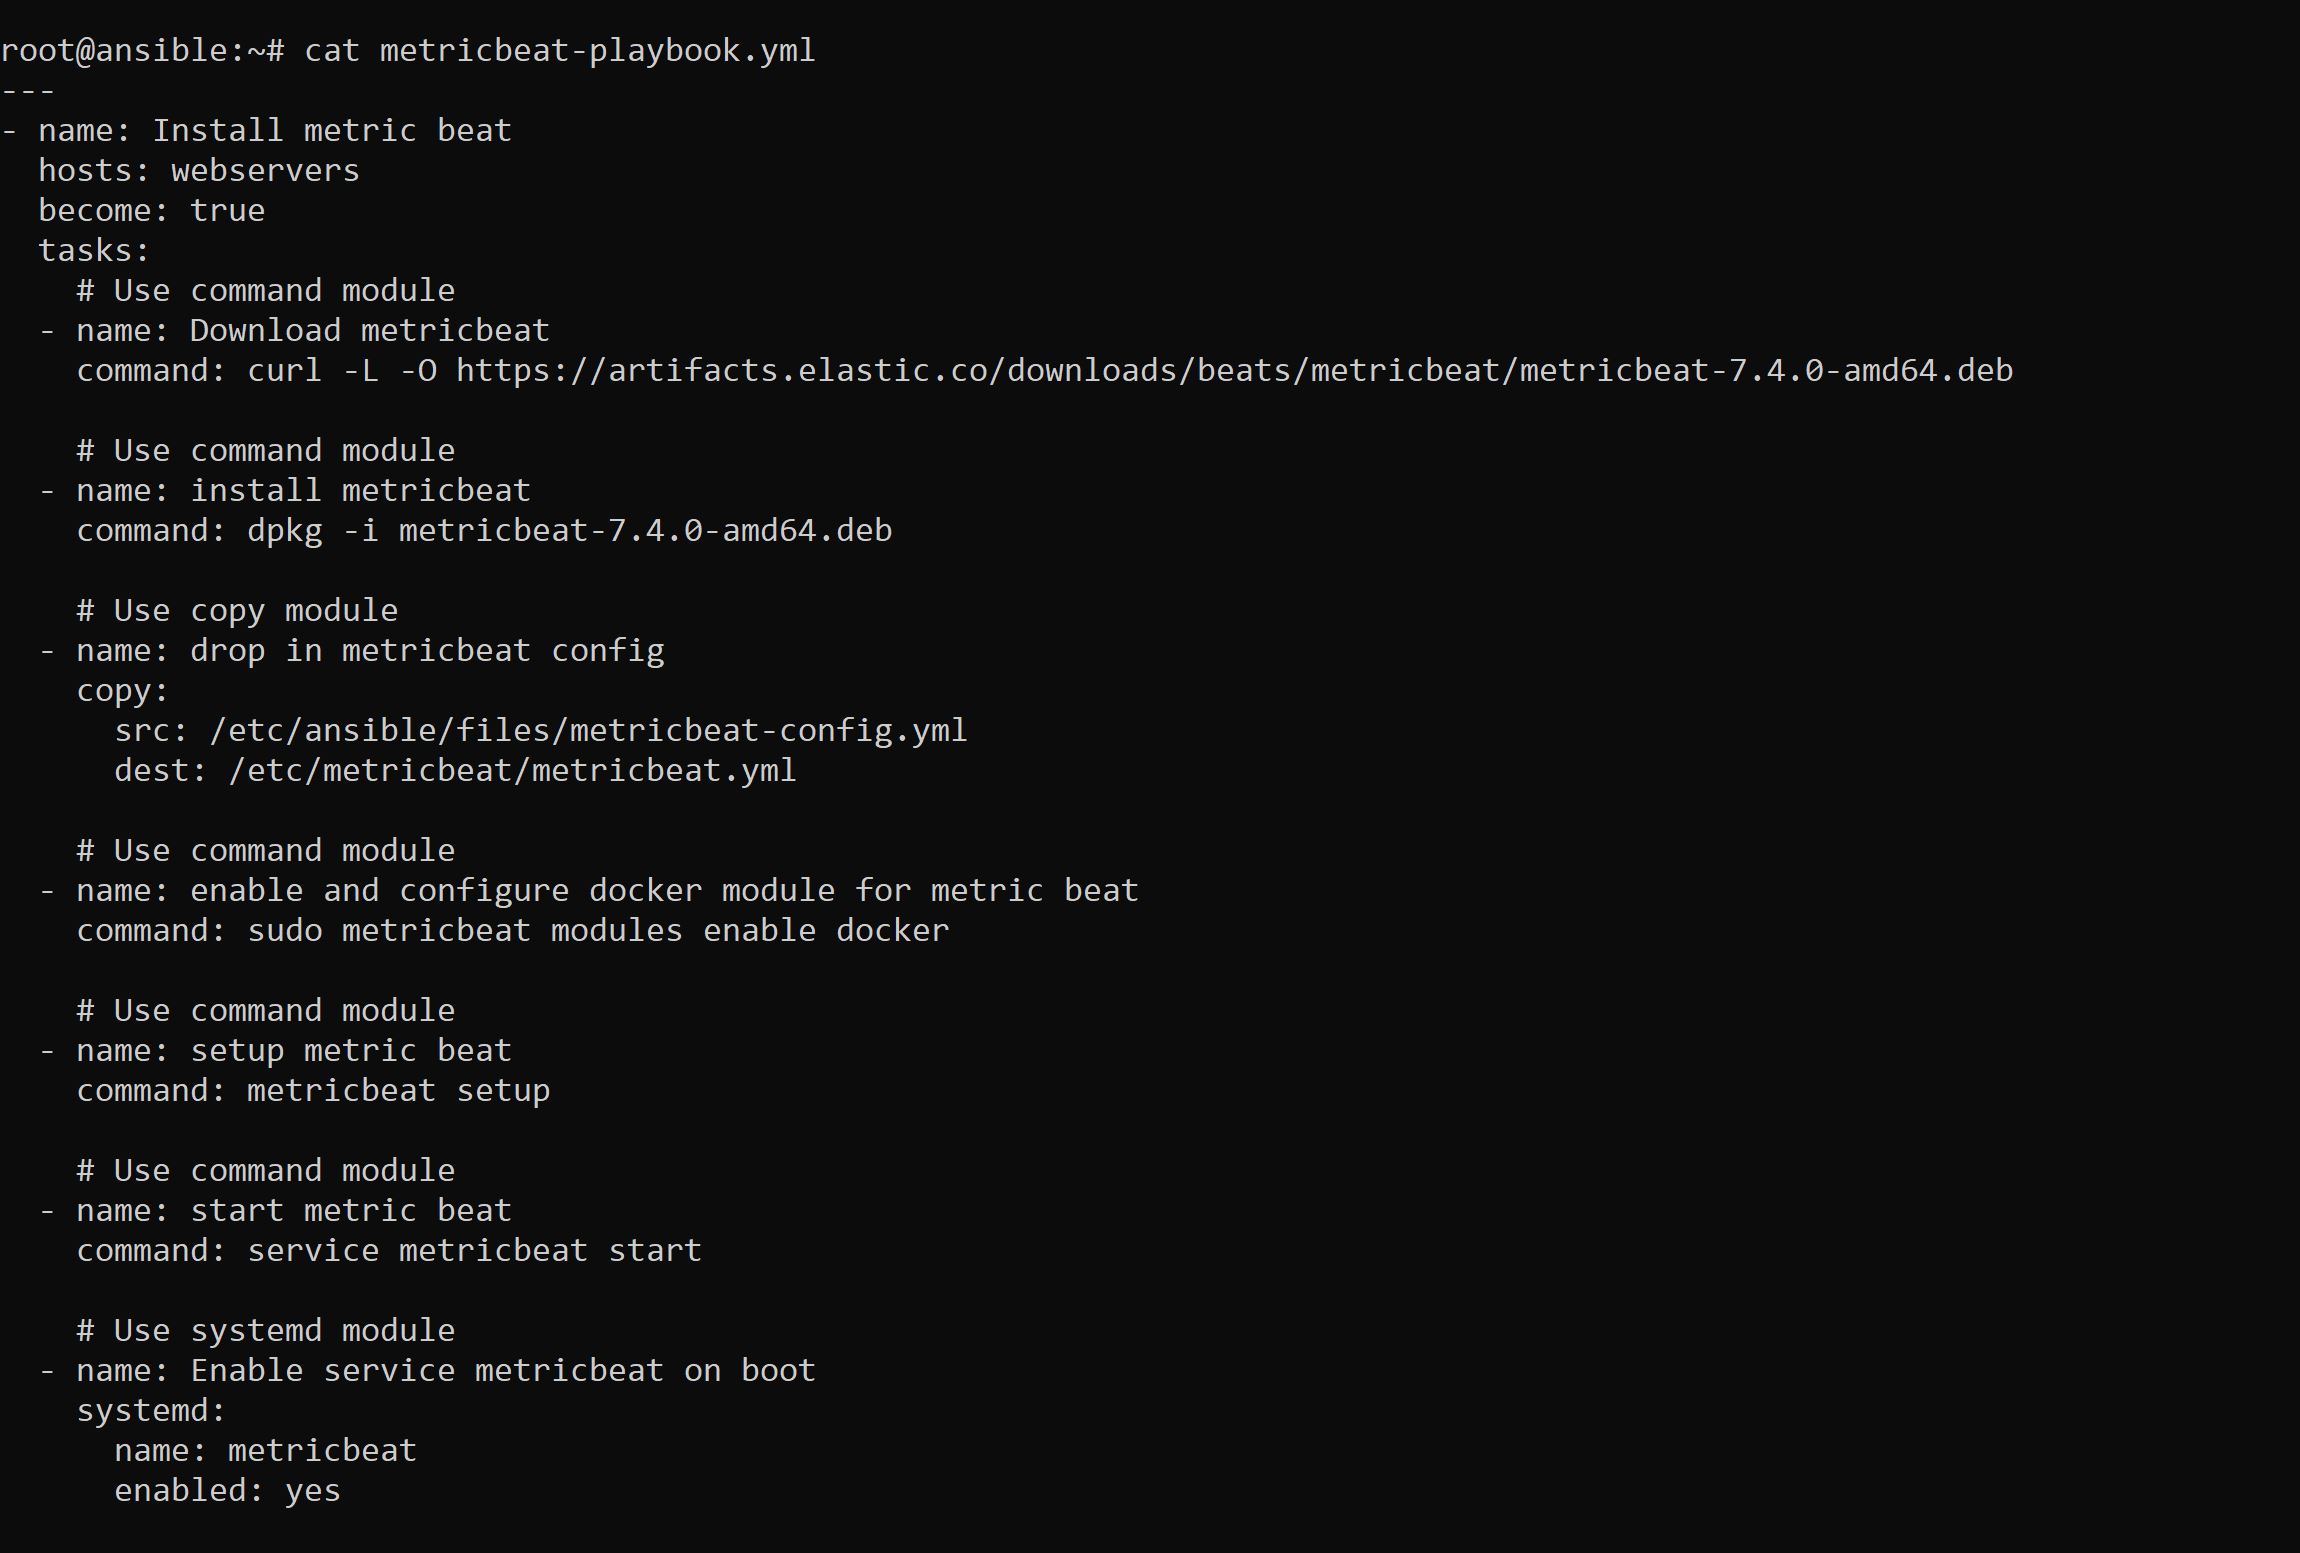 root@ansible:~# cat metricbeat-playbook.yml
---
- name: Install metric beat
  hosts: webservers
  become: true
  tasks:
    # Use command module
  - name: Download metricbeat
    command: curl -L -O https://artifacts.elastic.co/downloads/beats/metricbeat/metricbeat-7.4.0-amd64.deb

    # Use command module
  - name: install metricbeat
    command: dpkg -i metricbeat-7.4.0-amd64.deb

    # Use copy module
  - name: drop in metricbeat config
    copy:
      src: /etc/ansible/files/metricbeat-config.yml
      dest: /etc/metricbeat/metricbeat.yml

    # Use command module
  - name: enable and configure docker module for metric beat
    command: sudo metricbeat modules enable docker

    # Use command module
  - name: setup metric beat
    command: metricbeat setup

    # Use command module
  - name: start metric beat
    command: service metricbeat start

    # Use systemd module
  - name: Enable service metricbeat on boot
    systemd:
      name: metricbeat
      enabled: yes